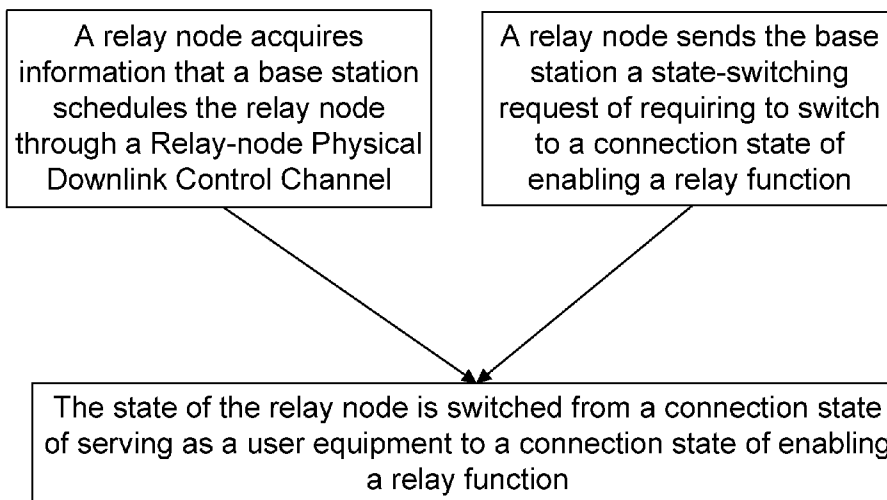 A relay node acquires
information that a base station
schedules the relay node
through a Relay-node Physical
Downlink Control Channel
A relay node sends the base
station a state-switching
request of requiring to switch
to a connection state of
enabling a relay function
The state of the relay node is switched from a connection state
of serving as a user equipment to a connection state of enabling
a relay function